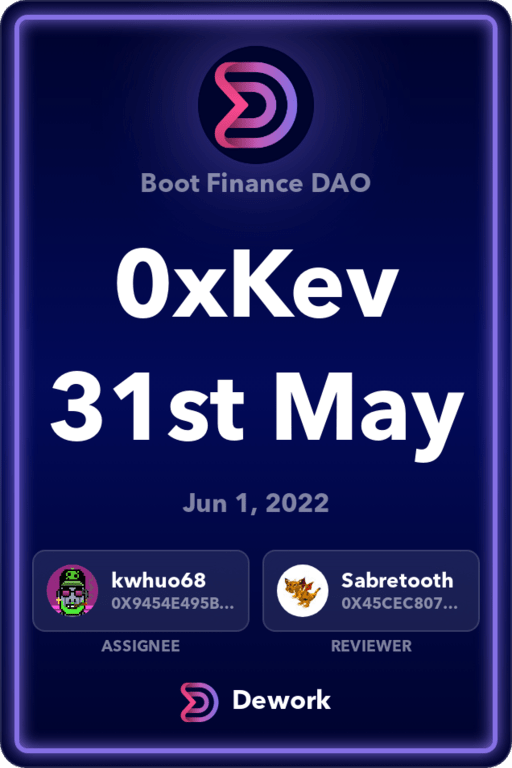 Boot Finance DAO
0xKev
31st May
Jun 1, 2022
kwhuo68
0X9454E495B...
ASSIGNEE
Sabretooth
0X45CEC807...
REVIEWER
Dework